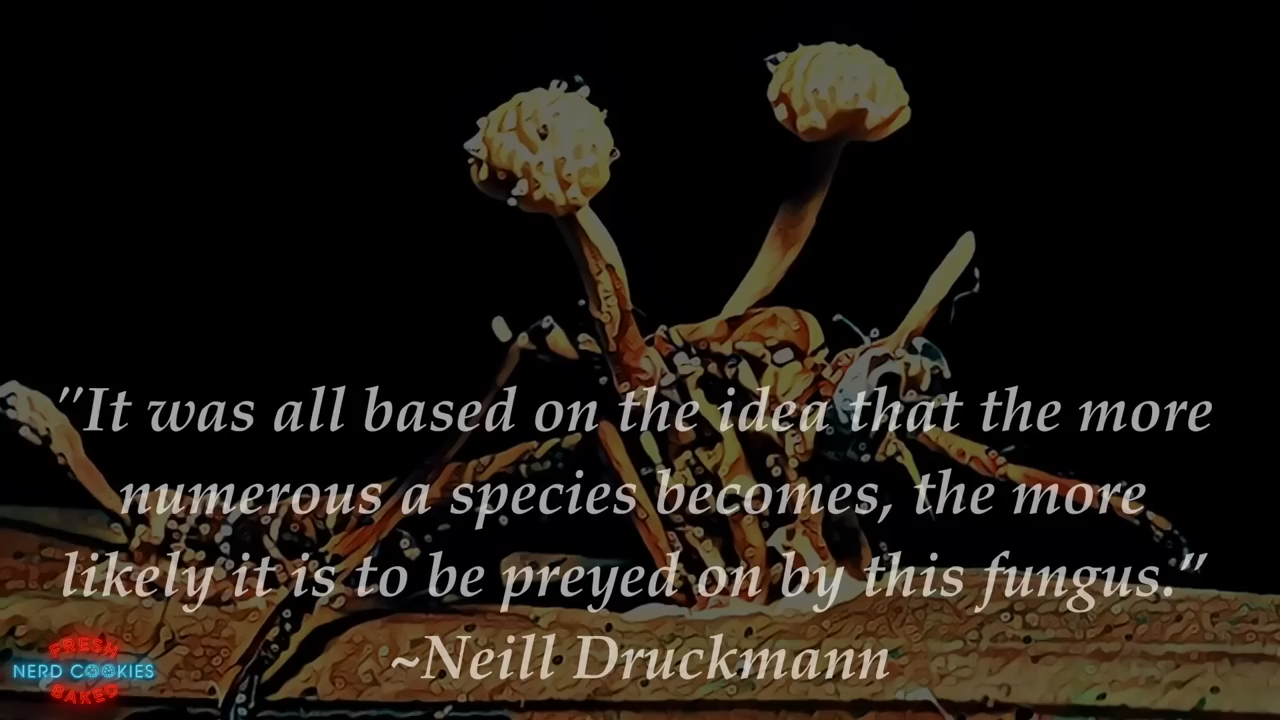 "It was all based on the idea that the more
numerous a species becomes, the more
likely it is to be preyed on by this fungus.”
~Neill Druckmann
FRESH
NERD COOKIES
BAKED